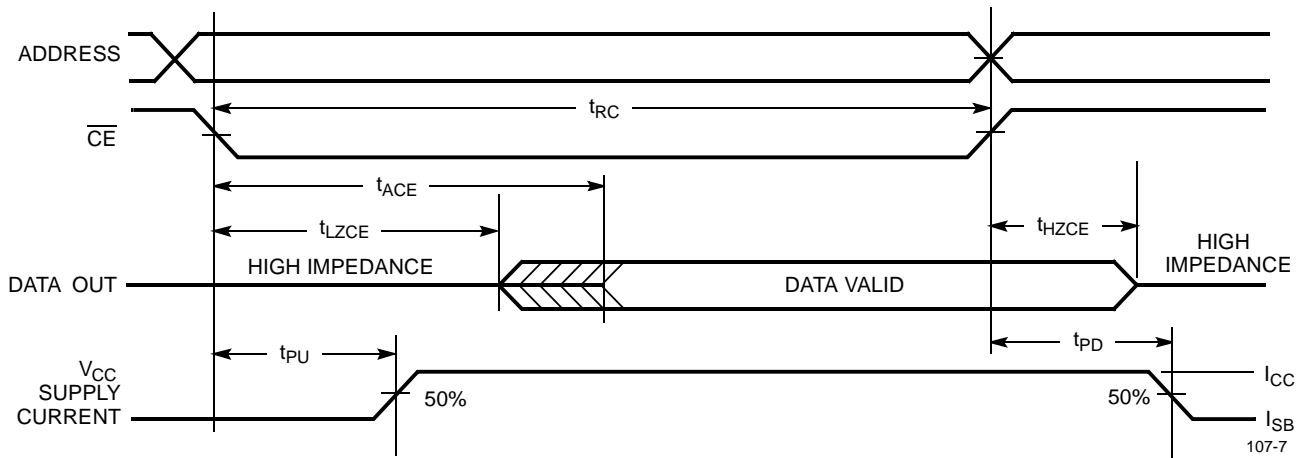 ADDRESS
tRC
CE
tACE
tLZCE
tHZCE
HIGH IMPEDANCE
HIGH
IMPEDANCE
DATA OUT
DATA VALID
tPU
tPD
VCC
SUPPLY
CURRENT
50%
50%
ICC
ISB
107-7